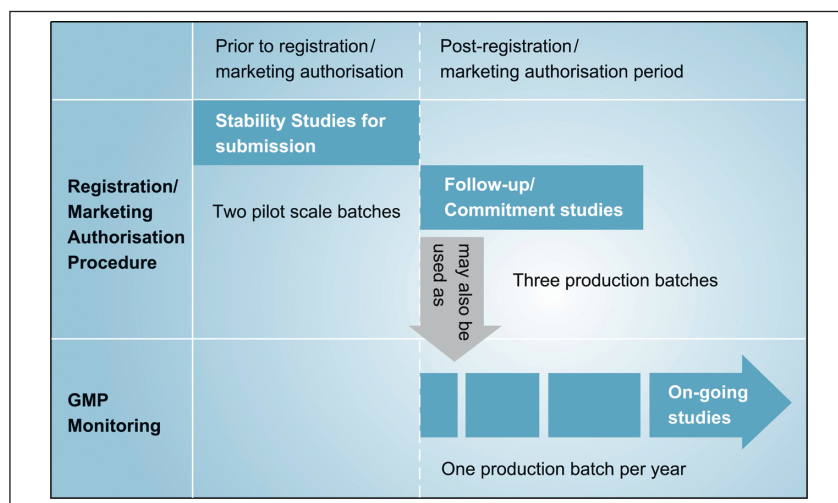 Prior to registration/
marketing authorisation
Post-registration/
marketing authorisation period
Stability Studies for
submission
Registration/
Marketing
Authorisation
Procedure
Two pilot scale batches
Follow-up/
Commitment studies
may also be
used as
Three production batches
GMP
Monitoring
On-going
studies
One production batch per year